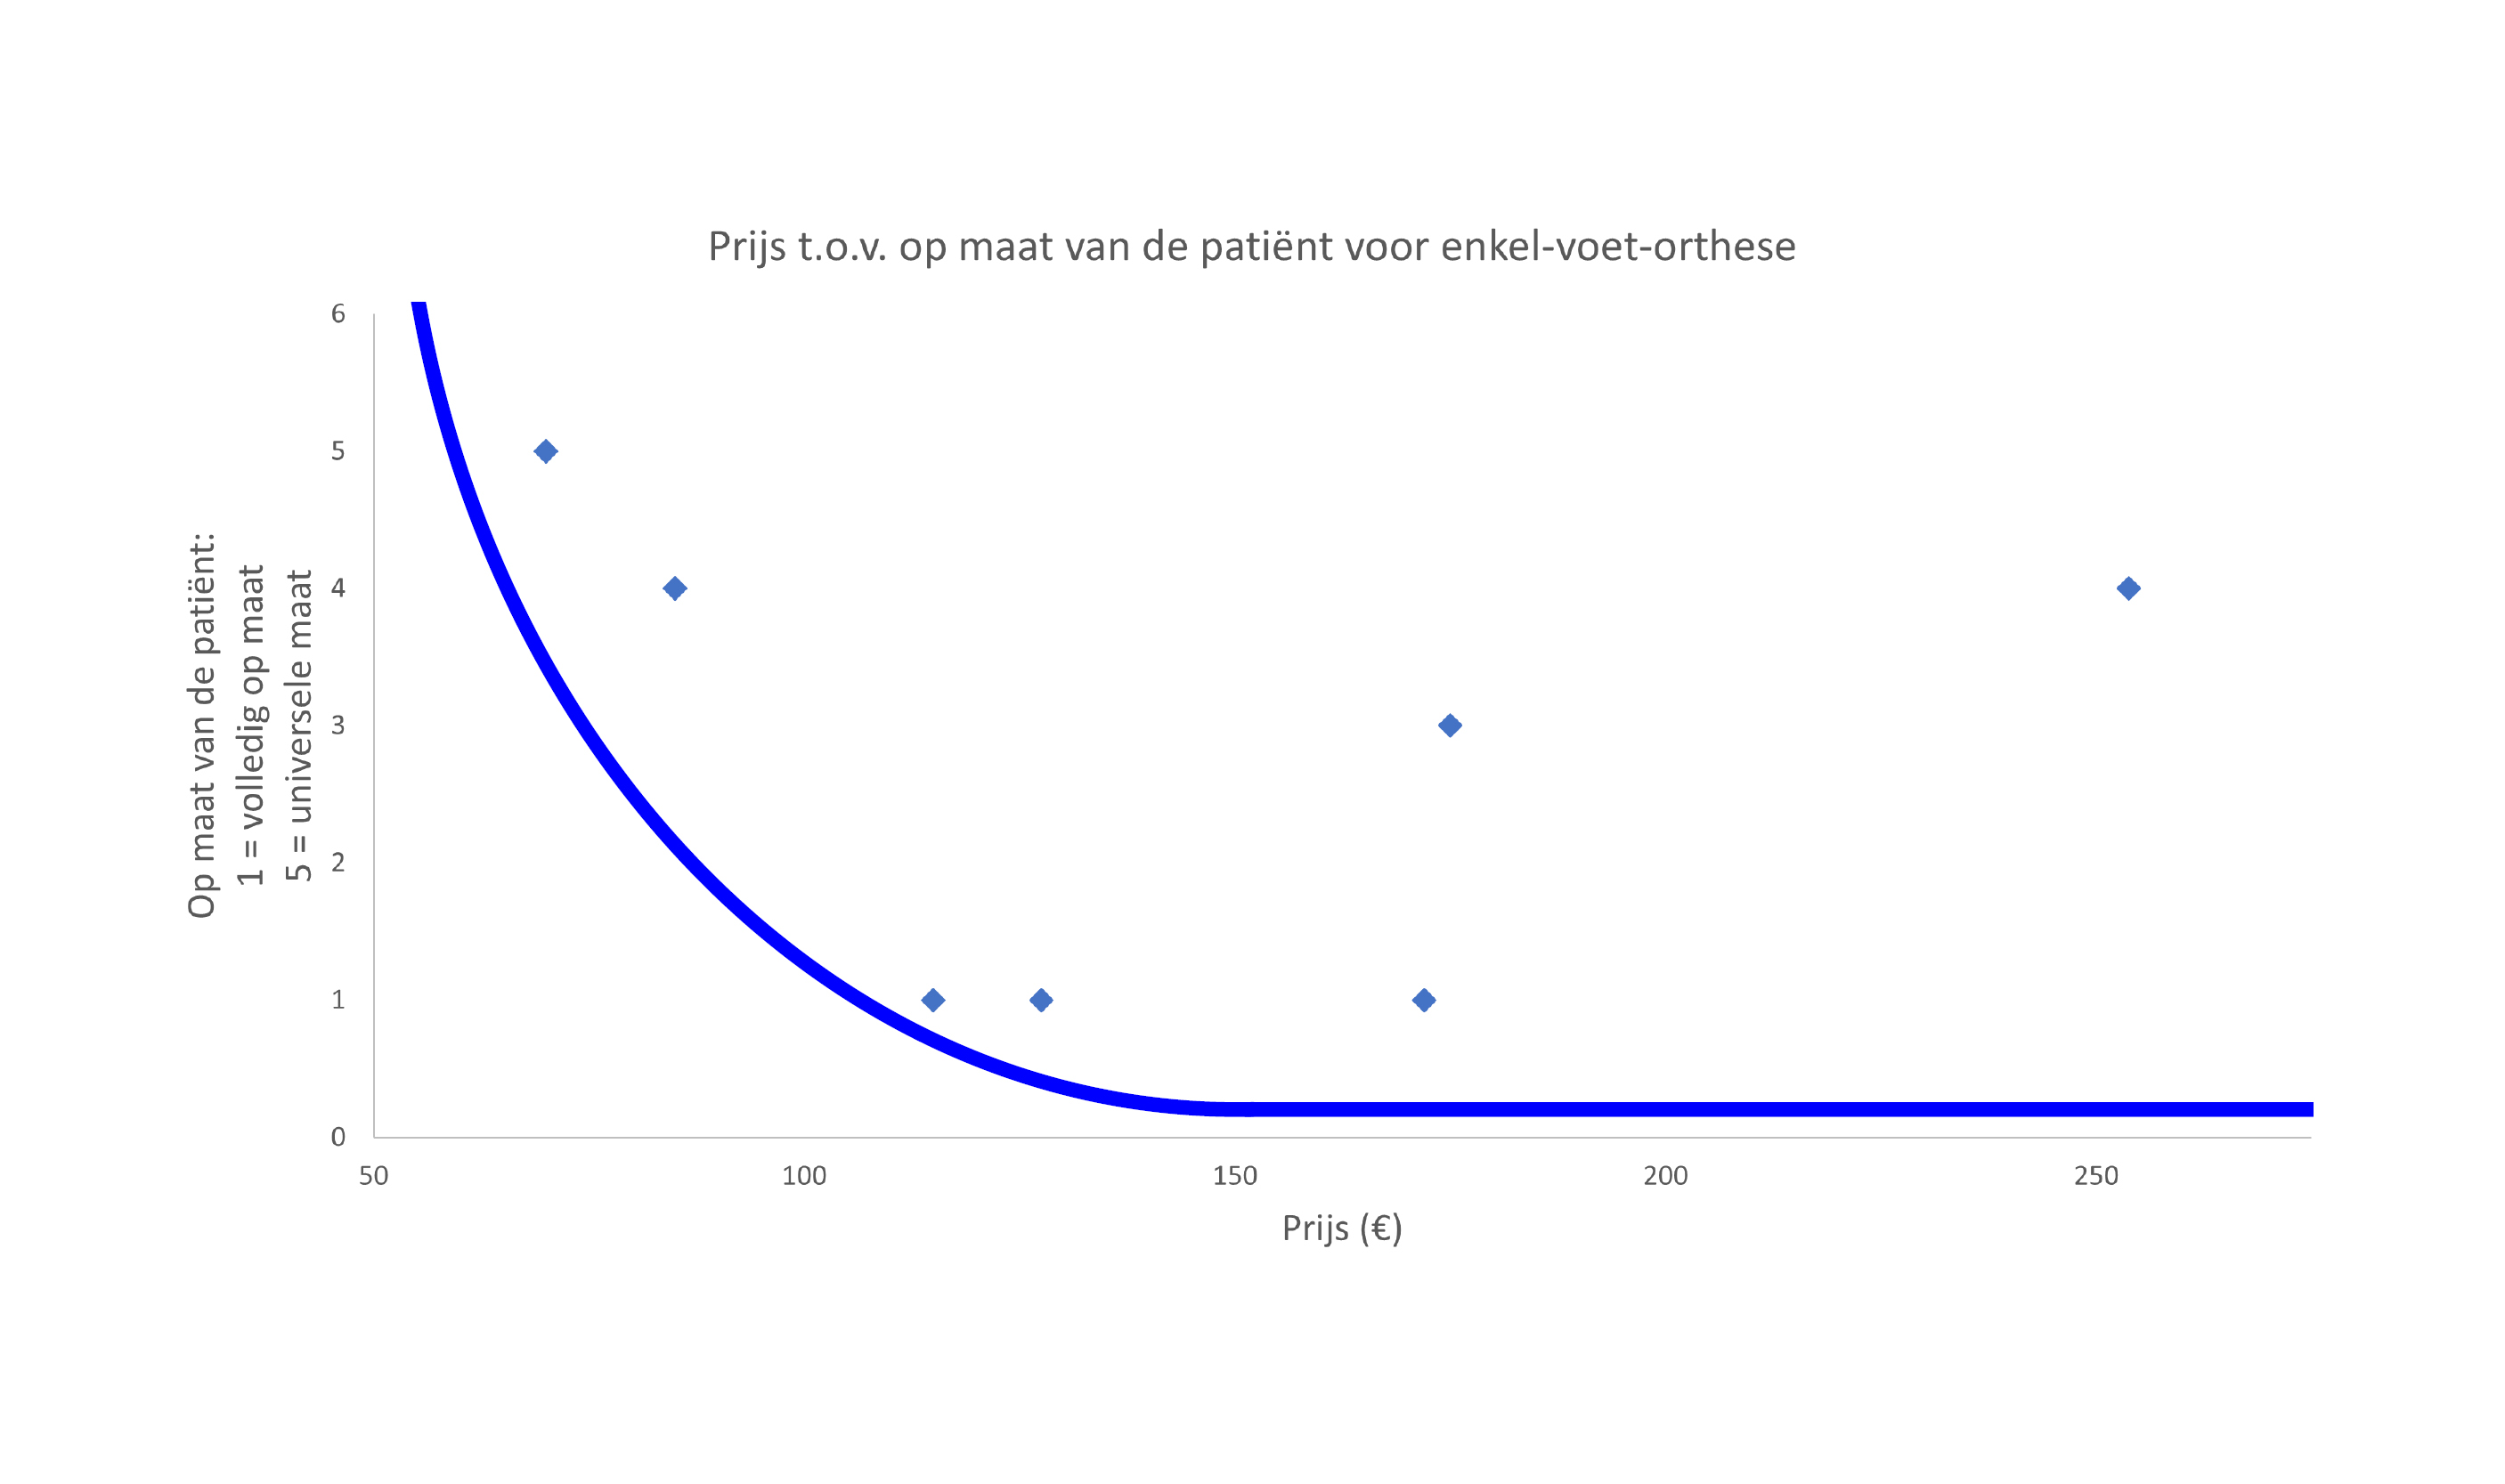 Prijs t.o.v. op maat van de patiënt voor enkel-voet-orthese
Op maat van de patiënt:
1 = volledig op maat
5 = universele maat
6
5
4
3
2
1
0
50
100
150
200
250
Prijs (€)